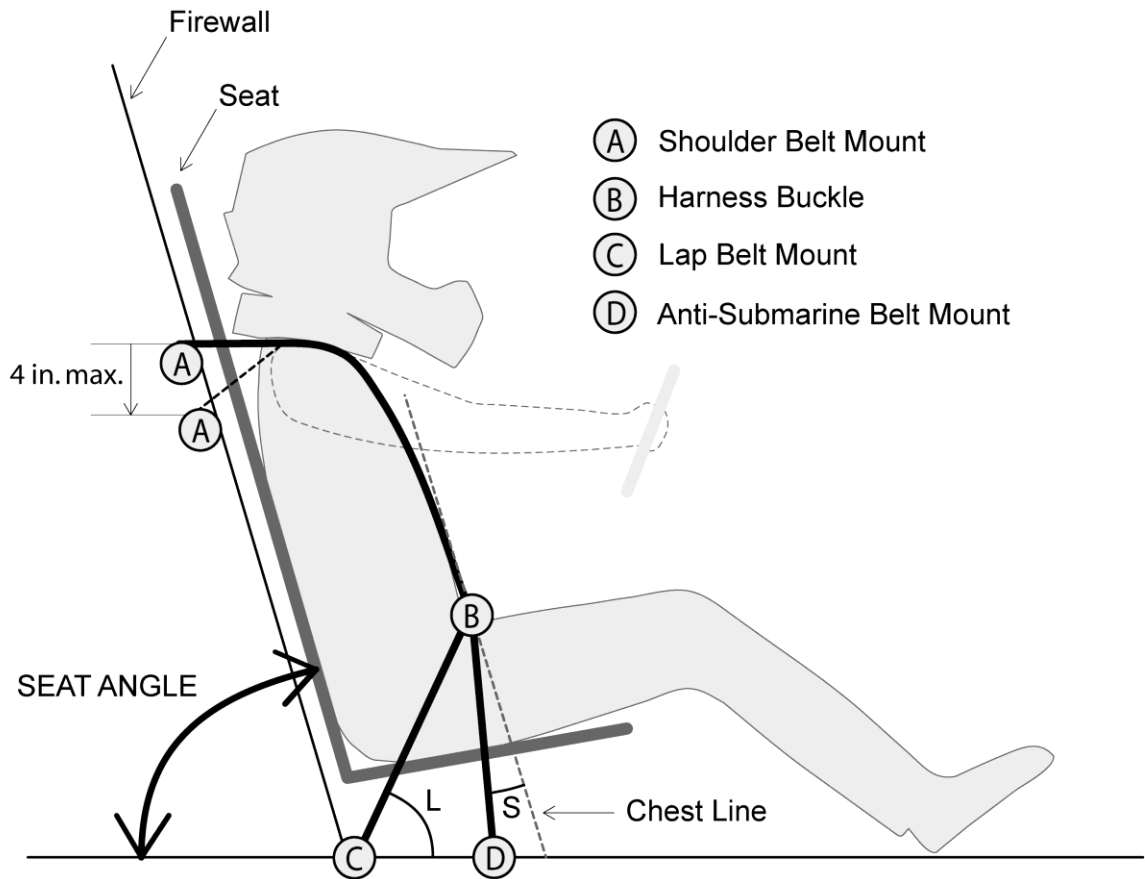 Firewall
Seat
A Shoulder Belt Mount
B Harness Buckle
C Lap Belt Mount
D Anti-Submarine Belt Mount
A
4 in. max.
A
B
SEAT ANGLE
L
S
Chest Line
C
D